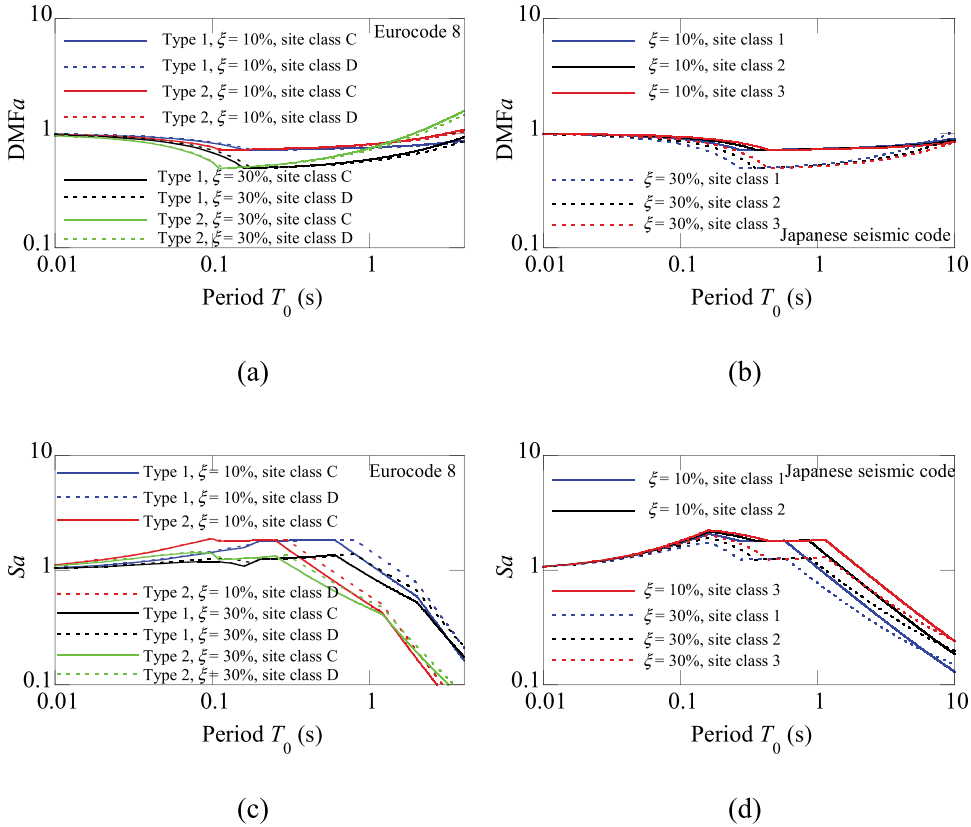 10
Eurocode 8
Type 1, ξ = 10%, site class C
Type 1, ξ = 10%, site class D
Type 2, ξ = 10%, site class C
Type 2, ξ = 10%, site class D
DMFa
1
Type 1, ξ = 30%, site class C
Type 1, ξ = 30%, site class D
Type 2, ξ = 30%, site class C
Type 2, ξ = 30%, site class D
0.1
0.01 0.1 1
Period T0 (s)
(a)
10
ξ = 10%, site class 1
ξ = 10%, site class 2
ξ = 10%, site class 3
DMFa
1
ξ = 30%, site class 1
ξ = 30%, site class 2
ξ = 30%, site class 3
Japanese seismic code
0.1
0.01 0.1 1 10
Period T0 (s)
(b)
10
Eurocode 8
Type 1, ξ = 10%, site class C
Type 1, ξ = 10%, site class D
Type 2, ξ = 10%, site class C
Sa
1
Type 2, ξ = 10%, site class D
Type 1, ξ = 30%, site class C
Type 1, ξ = 30%, site class D
Type 2, ξ = 30%, site class C
Type 2, ξ = 30%, site class D
0.1
0.01 0.1 1
Period T0 (s)
(c)
10
Japanese seismic code
ξ = 10%, site class 1
ξ = 10%, site class 2
Sa
1
ξ = 10%, site class 3
ξ = 30%, site class 1
ξ = 30%, site class 2
ξ = 30%, site class 3
0.1
0.01 0.1 1 10
Period T0 (s)
(d)